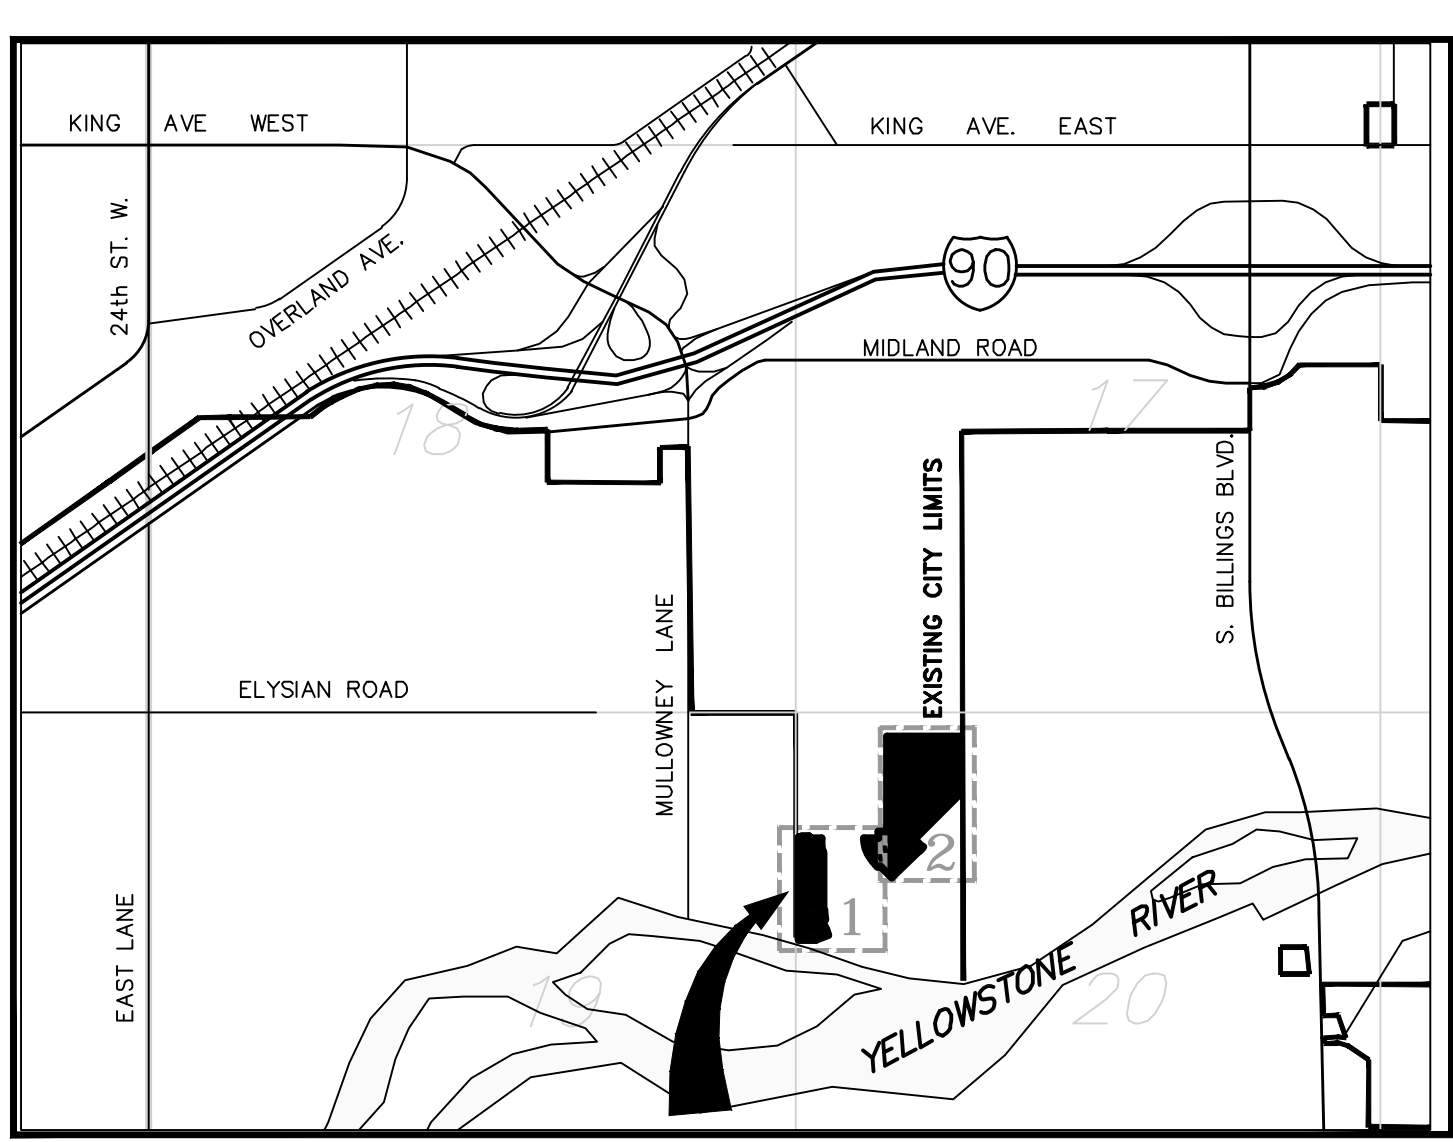 KING AVE WEST
KING AVE. EAST
24th ST. W.
OVERLAND AVE.
90
MIDLAND ROAD
17
18
EXISTING CITY LIMITS
S. BILLINGS BLVD.
MULLOWNEY LANE
ELYSIAN ROAD
2
1
RIVER
EAST LANE
YELLOWSTONE
19
20